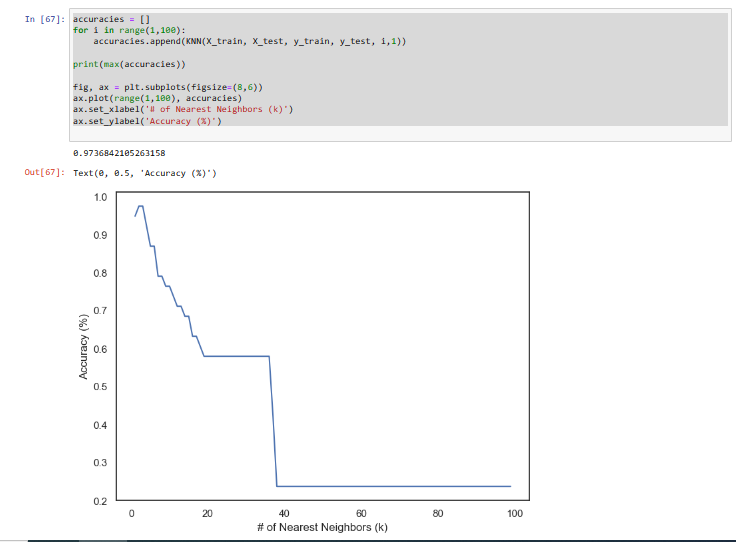 In [67]: accuracies = []
for i in range(1,100):
    accuracies.append(KNN(X_train, X_test, y_train, y_test, i,1))
print(max(accuracies))
fig, ax = plt.subplots(figsize=(8,6))
ax.plot(range(1,100), accuracies)
ax.set_xlabel('# of Nearest Neighbors (k)')
ax.set_ylabel('Accuracy (%)')
0.9736842105263158
Out[67]: Text(0, 0.5, 'Accuracy (%)')
1.0
0.9
0.8
0.7
0.6
0.5
0.4
0.3
0.2
Accuracy (%)
0 20 40 60 80 100
# of Nearest Neighbors (k)